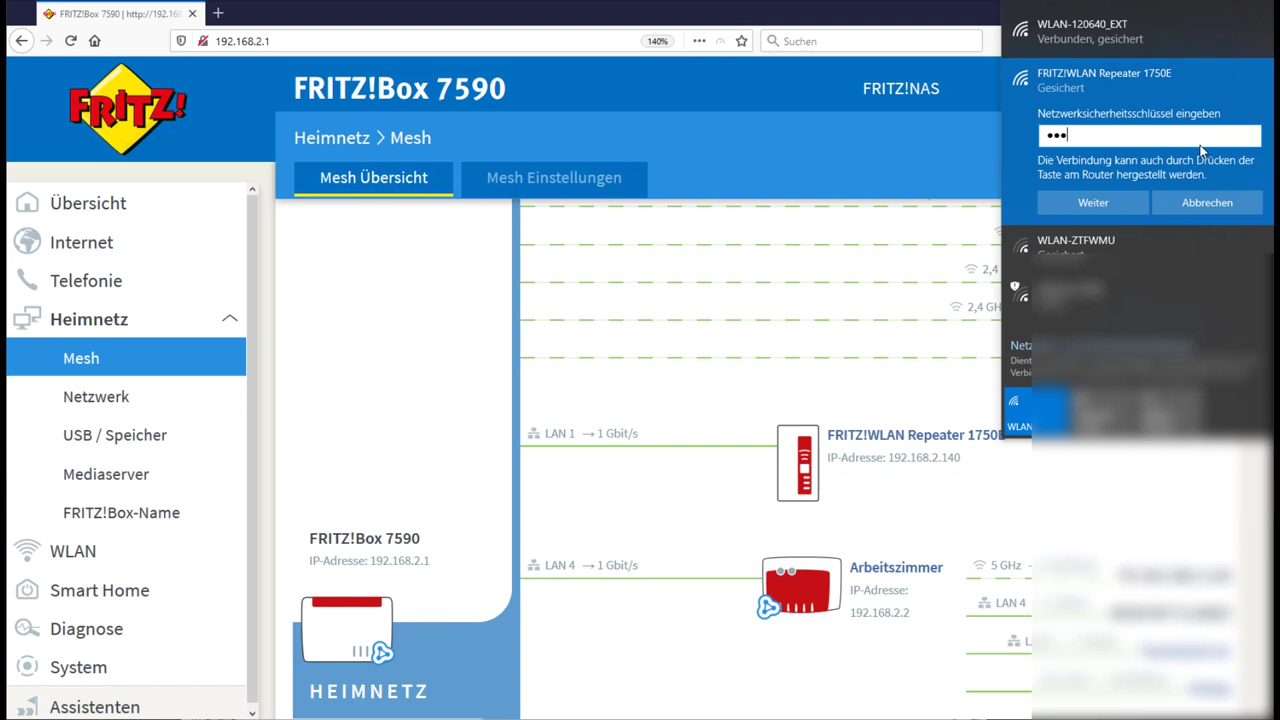 FRITZ!Box 7590 | http://192.168
192.168.2.1
140%
Suchen
FRITZ!
FRITZ!Box 7590
FRITZ!NAS
Heimnetz > Mesh
Mesh Übersicht
Mesh Einstellungen
Übersicht
Internet
Telefonie
Heimnetz
Mesh
Netzwerk
USB / Speicher
Mediaserver
FRITZ!Box-Name
WLAN
Smart Home
Diagnose
System
Assistenten
2,4
2,4 GH
LAN 1 → 1 Gbit/s
FRITZ!WLAN Repeater 1750E
IP-Adresse: 192.168.2.140
FRITZ!Box 7590
IP-Adresse: 192.168.2.1
HEIMNETZ
LAN 4 → 1 Gbit/s
Arbeitszimmer
IP-Adresse:
192.168.2.2
5 GHz
LAN 4
WLAN-120640_EXT
Verbunden, gesichert
FRITZ!WLAN Repeater 1750E
Gesichert
Netzwerksicherheitsschlüssel eingeben
Die Verbindung kann auch durch Drücken der
Taste am Router hergestellt werden.
Weiter
Abbrechen
WLAN-ZTFWMU
Netz
Dient
Verbi
WLAN